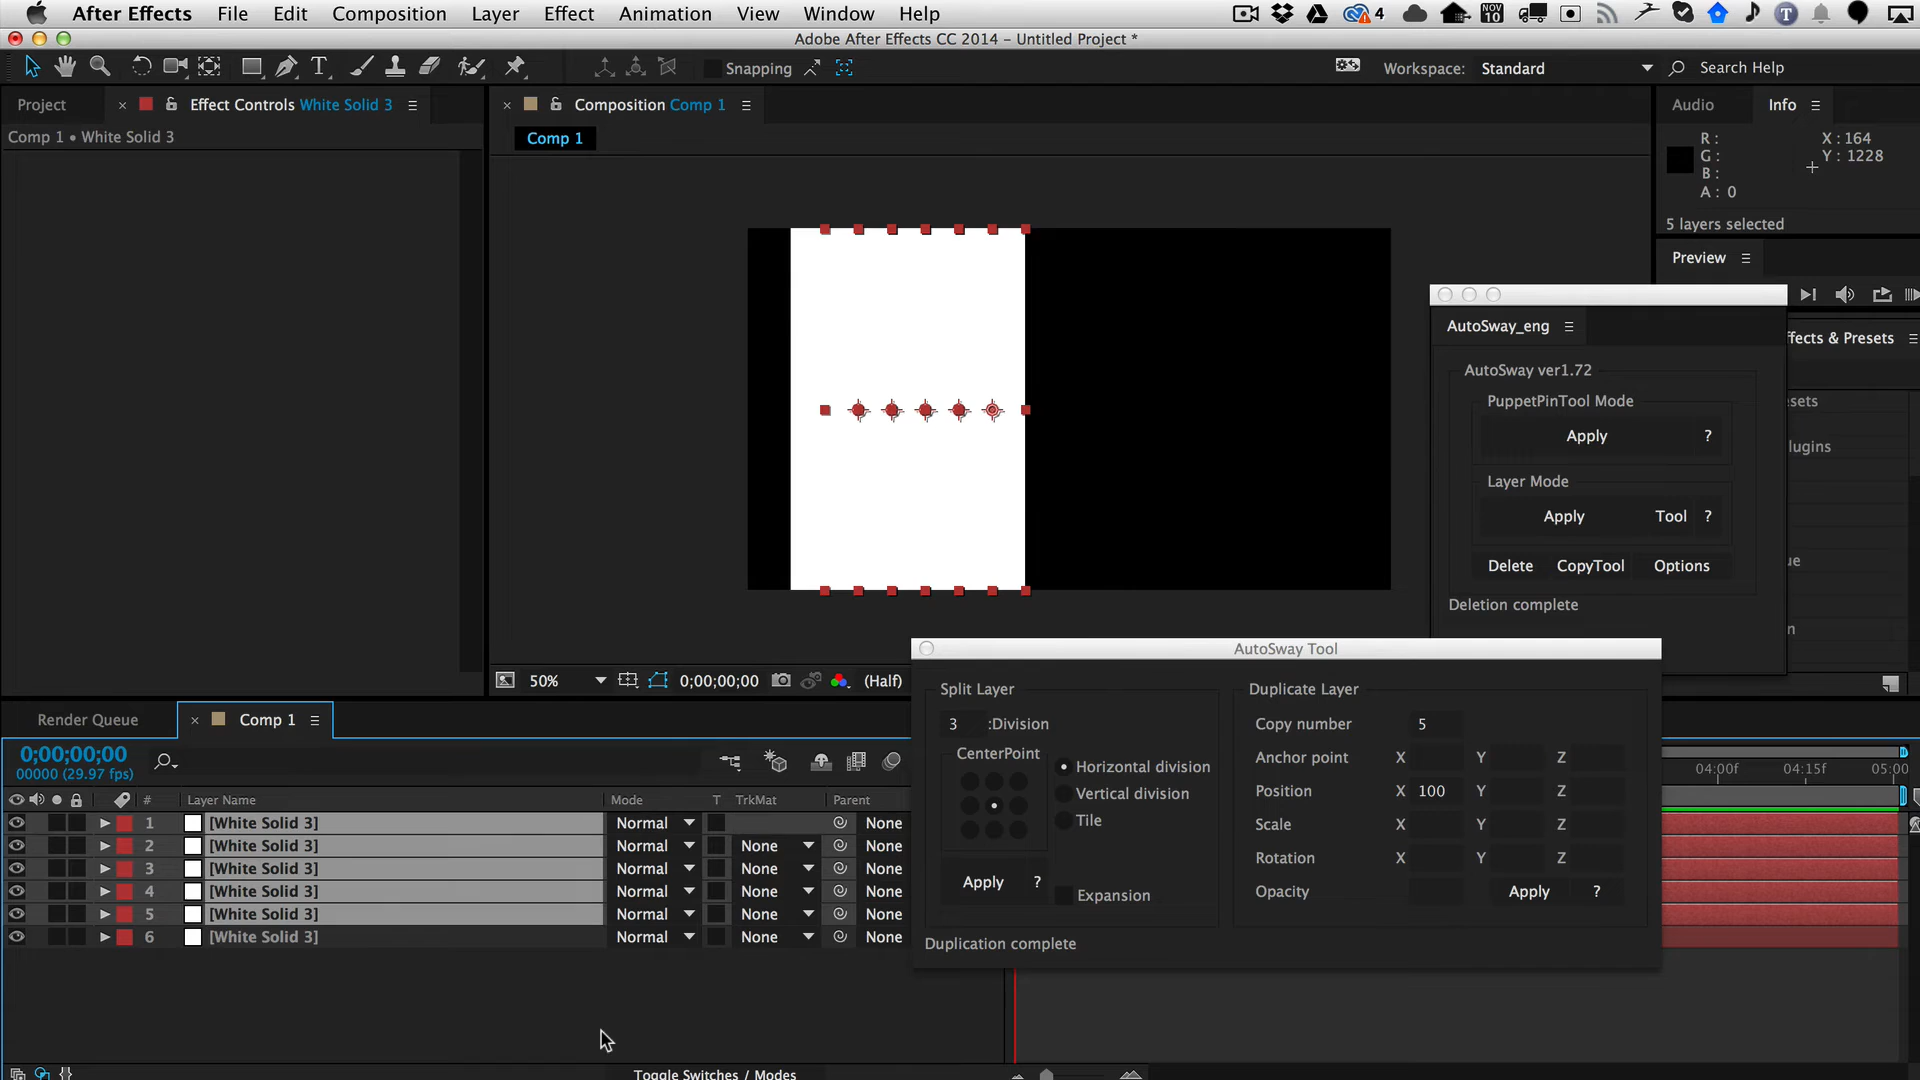 After Effects File Edit Composition Layer Effect Animation View Window Help 4 NOV 10
Adobe After Effects CC 2014 - Untitled Project *
Snapping Workspace: Standard Search Help
Project Effect Controls White Solid 3 Composition Comp 1 Audio Info
Comp 1 • White Solid 3
Comp 1
R :
G :
B :
A : 0
X : 164
Y : 1228
5 layers selected
Preview
AutoSway_eng
ffects & Presets
AutoSway ver1.72
PuppetPinTool Mode
Apply ?
Layer Mode
Apply Tool ?
Delete CopyTool Options
Deletion complete
sets
lugins
ue
n
50% 0;00;00;00 (Half)
AutoSway Tool
Split Layer
3 :Division
CenterPoint
Horizontal division
Vertical division
Tile
Apply ?
Expansion
Duplication complete
Duplicate Layer
Copy number 5
Anchor point X Y Z
Position X 100 Y Z
Scale X Y Z
Rotation X Y Z
Opacity Apply ?
Render Queue Comp 1
0;00;00;00
00000 (29.97 fps)
04:00f 04:15f 05:00
# Layer Name Mode T TrkMat Parent
1 [White Solid 3] Normal None
2 [White Solid 3] Normal None None
3 [White Solid 3] Normal None None
4 [White Solid 3] Normal None None
5 [White Solid 3] Normal None None
6 [White Solid 3] Normal None None
Toggle Switches / Modes